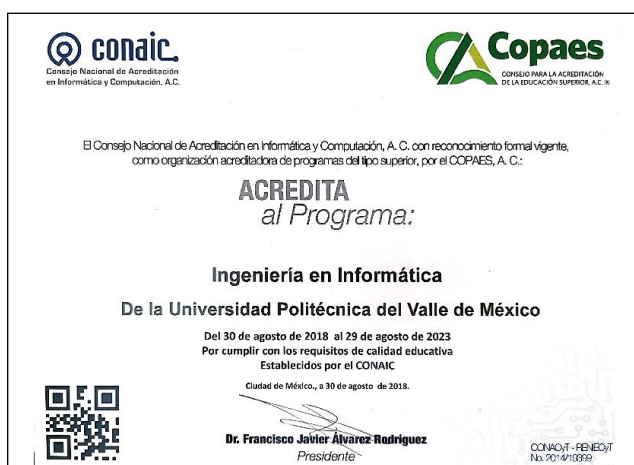 conaic.
Consejo Nacional de Acreditación
en Informática y Computación, A.C.
Copaes
CONSEJO PARA LA ACREDITACIÓN
DE LA EDUCACIÓN SUPERIOR, A.C. ®
El Consejo Nacional de Acreditación en Informática y Computación, A. C. con reconocimiento formal vigente,
como organización acreditadora de programas del tipo superior, por el COPAES, A. C.:
ACREDITA
al Programa:
Ingeniería en Informática
De la Universidad Politécnica del Valle de México
Del 30 de agosto de 2018 al 29 de agosto de 2023
Por cumplir con los requisitos de calidad educativa
Establecidos por el CONAIC
Ciudad de México., a 30 de agosto de 2018.
Dr. Francisco Javier Álvarez Rodríguez
Presidente
CONACyT - RENIECyT
No. 2014/19399